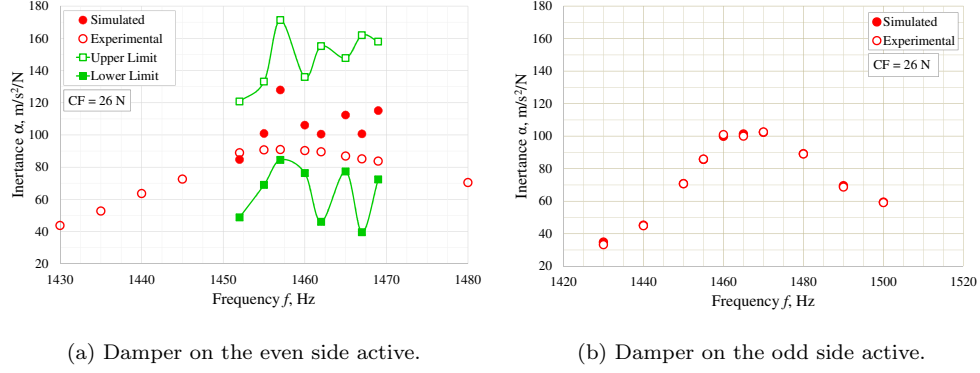 180
160
140
120
100
80
60
40
20
Inertance α, m/s²/N
Simulated
Experimental
Upper Limit
Lower Limit
CF = 26 N
1430 1440 1450 1460 1470 1480
Frequency f, Hz
(a) Damper on the even side active.
180
160
140
120
100
80
60
40
20
Inertance α, m/s²/N
Simulated
Experimental
CF = 26 N
1420 1440 1460 1480 1500 1520
Frequency f, Hz
(b) Damper on the odd side active.